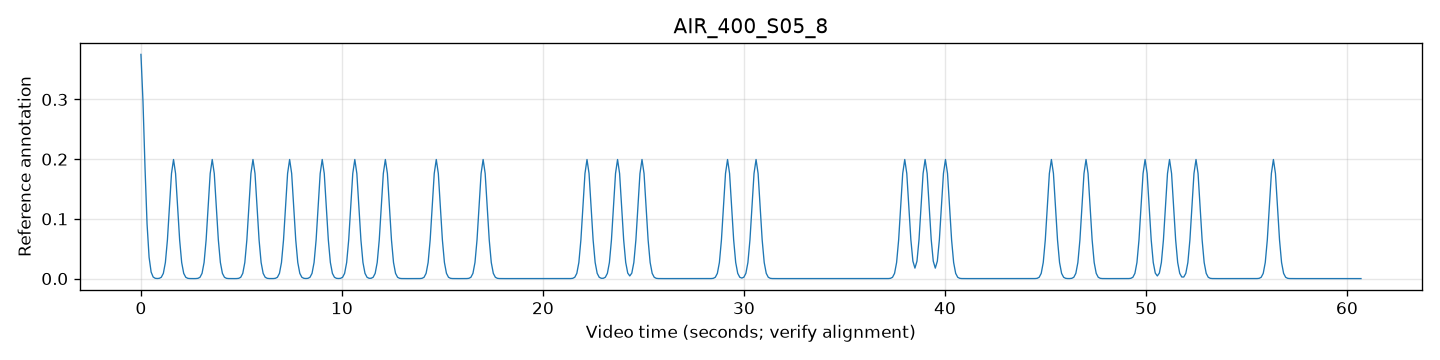 AIR_400_S05_8
Reference annotation
0.3
0.2
0.1
0.0
0 10 20 30 40 50 60
Video time (seconds; verify alignment)